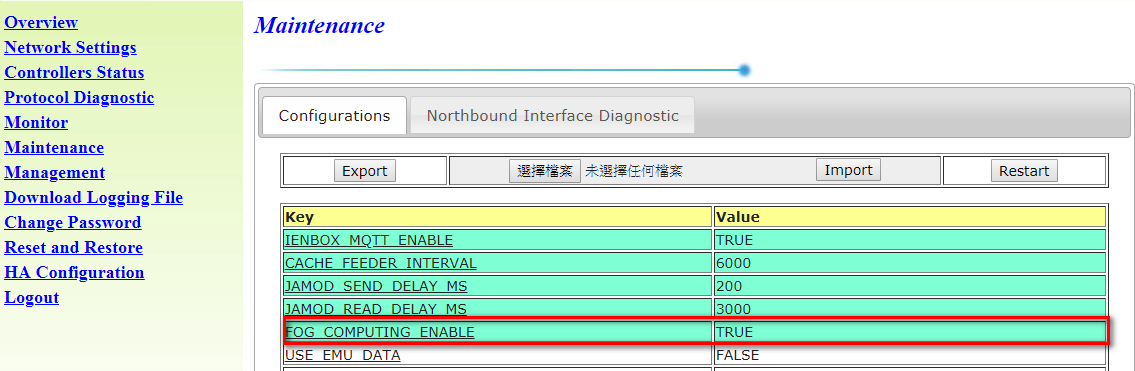 Overview
Network Settings
Controllers Status
Protocol Diagnostic
Monitor
Maintenance
Management
Download Logging File
Change Password
Reset and Restore
HA Configuration
Logout
Maintenance
Configurations Northbound Interface Diagnostic
Export 選擇檔案 未選擇任何檔案 Import Restart
Key Value
IENBOX_MQTT_ENABLE TRUE
CACHE_FEEDER_INTERVAL 6000
JAMOD_SEND_DELAY_MS 200
JAMOD_READ_DELAY_MS 3000
FOG_COMPUTING_ENABLE TRUE
USE_EMU_DATA FALSE